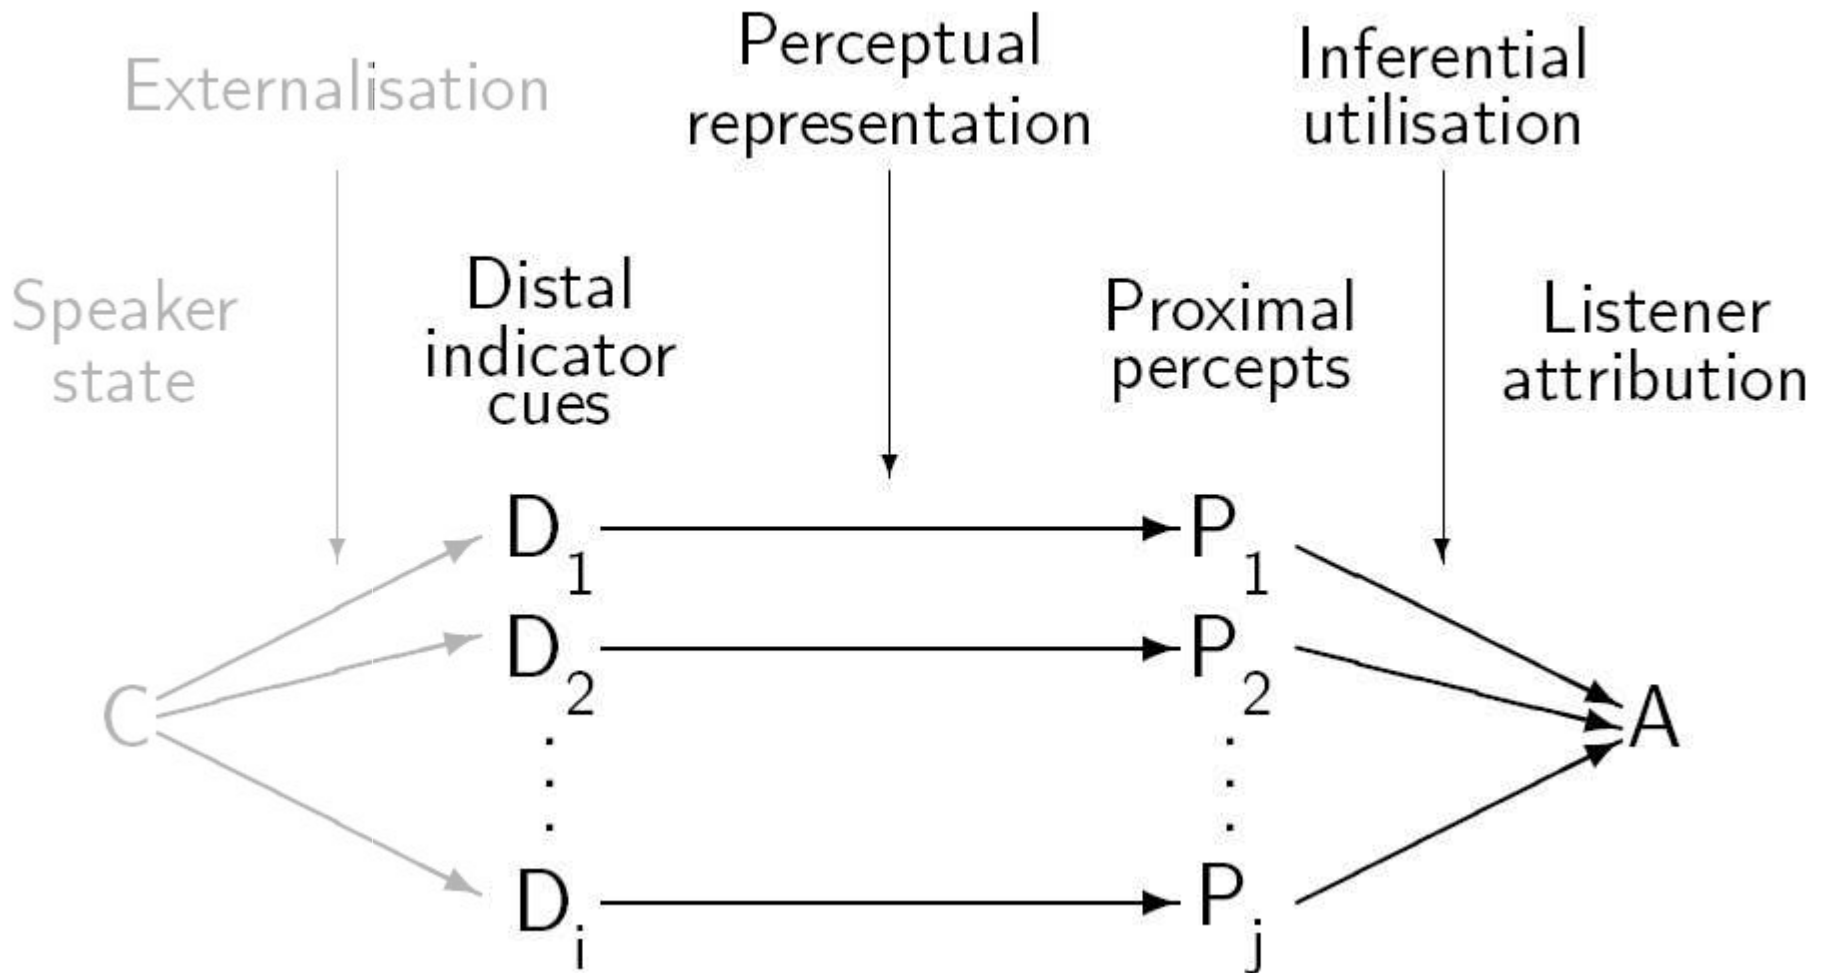 Externalisation
Perceptual
representation
Inferential
utilisation
Speaker
state
Distal
indicator
cues
Proximal
percepts
Listener
attribution
D1
P1
D2
P2
C
A
Di
Pj